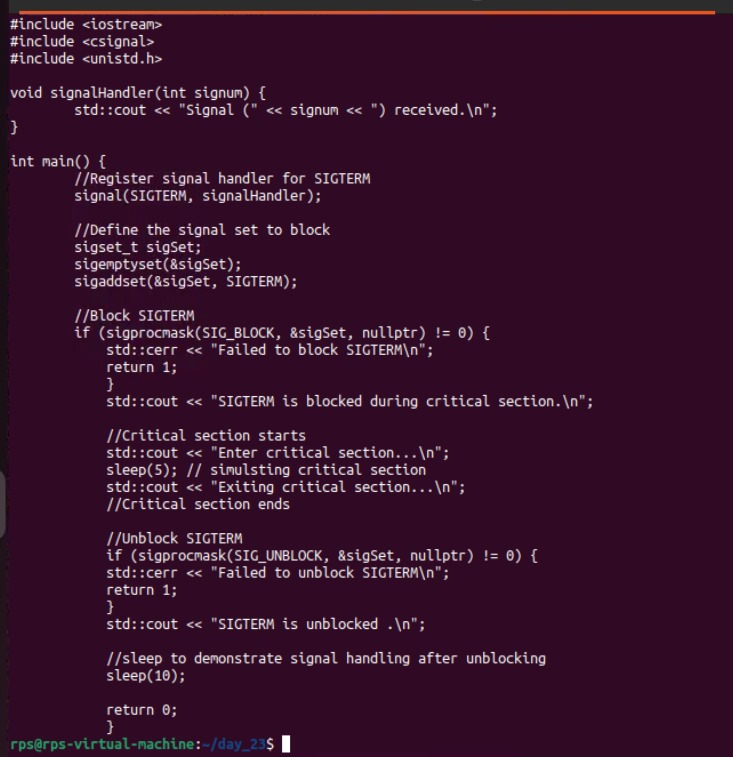 #include <iostream>
#include <csignal>
#include <unistd.h>

void signalHandler(int signum) {
        std::cout << "Signal (" << signum << ") received.\n";
}

int main() {
        //Register signal handler for SIGTERM
        signal(SIGTERM, signalHandler);

        //Define the signal set to block
        sigset_t sigSet;
        sigemptyset(&sigSet);
        sigaddset(&sigSet, SIGTERM);

        //Block SIGTERM
        if (sigprocmask(SIG_BLOCK, &sigSet, nullptr) != 0) {
            std::cerr << "Failed to block SIGTERM\n";
            return 1;
            }
            std::cout << "SIGTERM is blocked during critical section.\n";

            //Critical section starts
            std::cout << "Enter critical section...\n";
            sleep(5); // simulsting critical section
            std::cout << "Exiting critical section...\n";
            //Critical section ends

            //Unblock SIGTERM
            if (sigprocmask(SIG_UNBLOCK, &sigSet, nullptr) != 0) {
            std::cerr << "Failed to unblock SIGTERM\n";
            return 1;
            }
            std::cout << "SIGTERM is unblocked .\n";

            //sleep to demonstrate signal handling after unblocking
            sleep(10);

            return 0;
            }
rps@rps-virtual-machine:~/day_23$